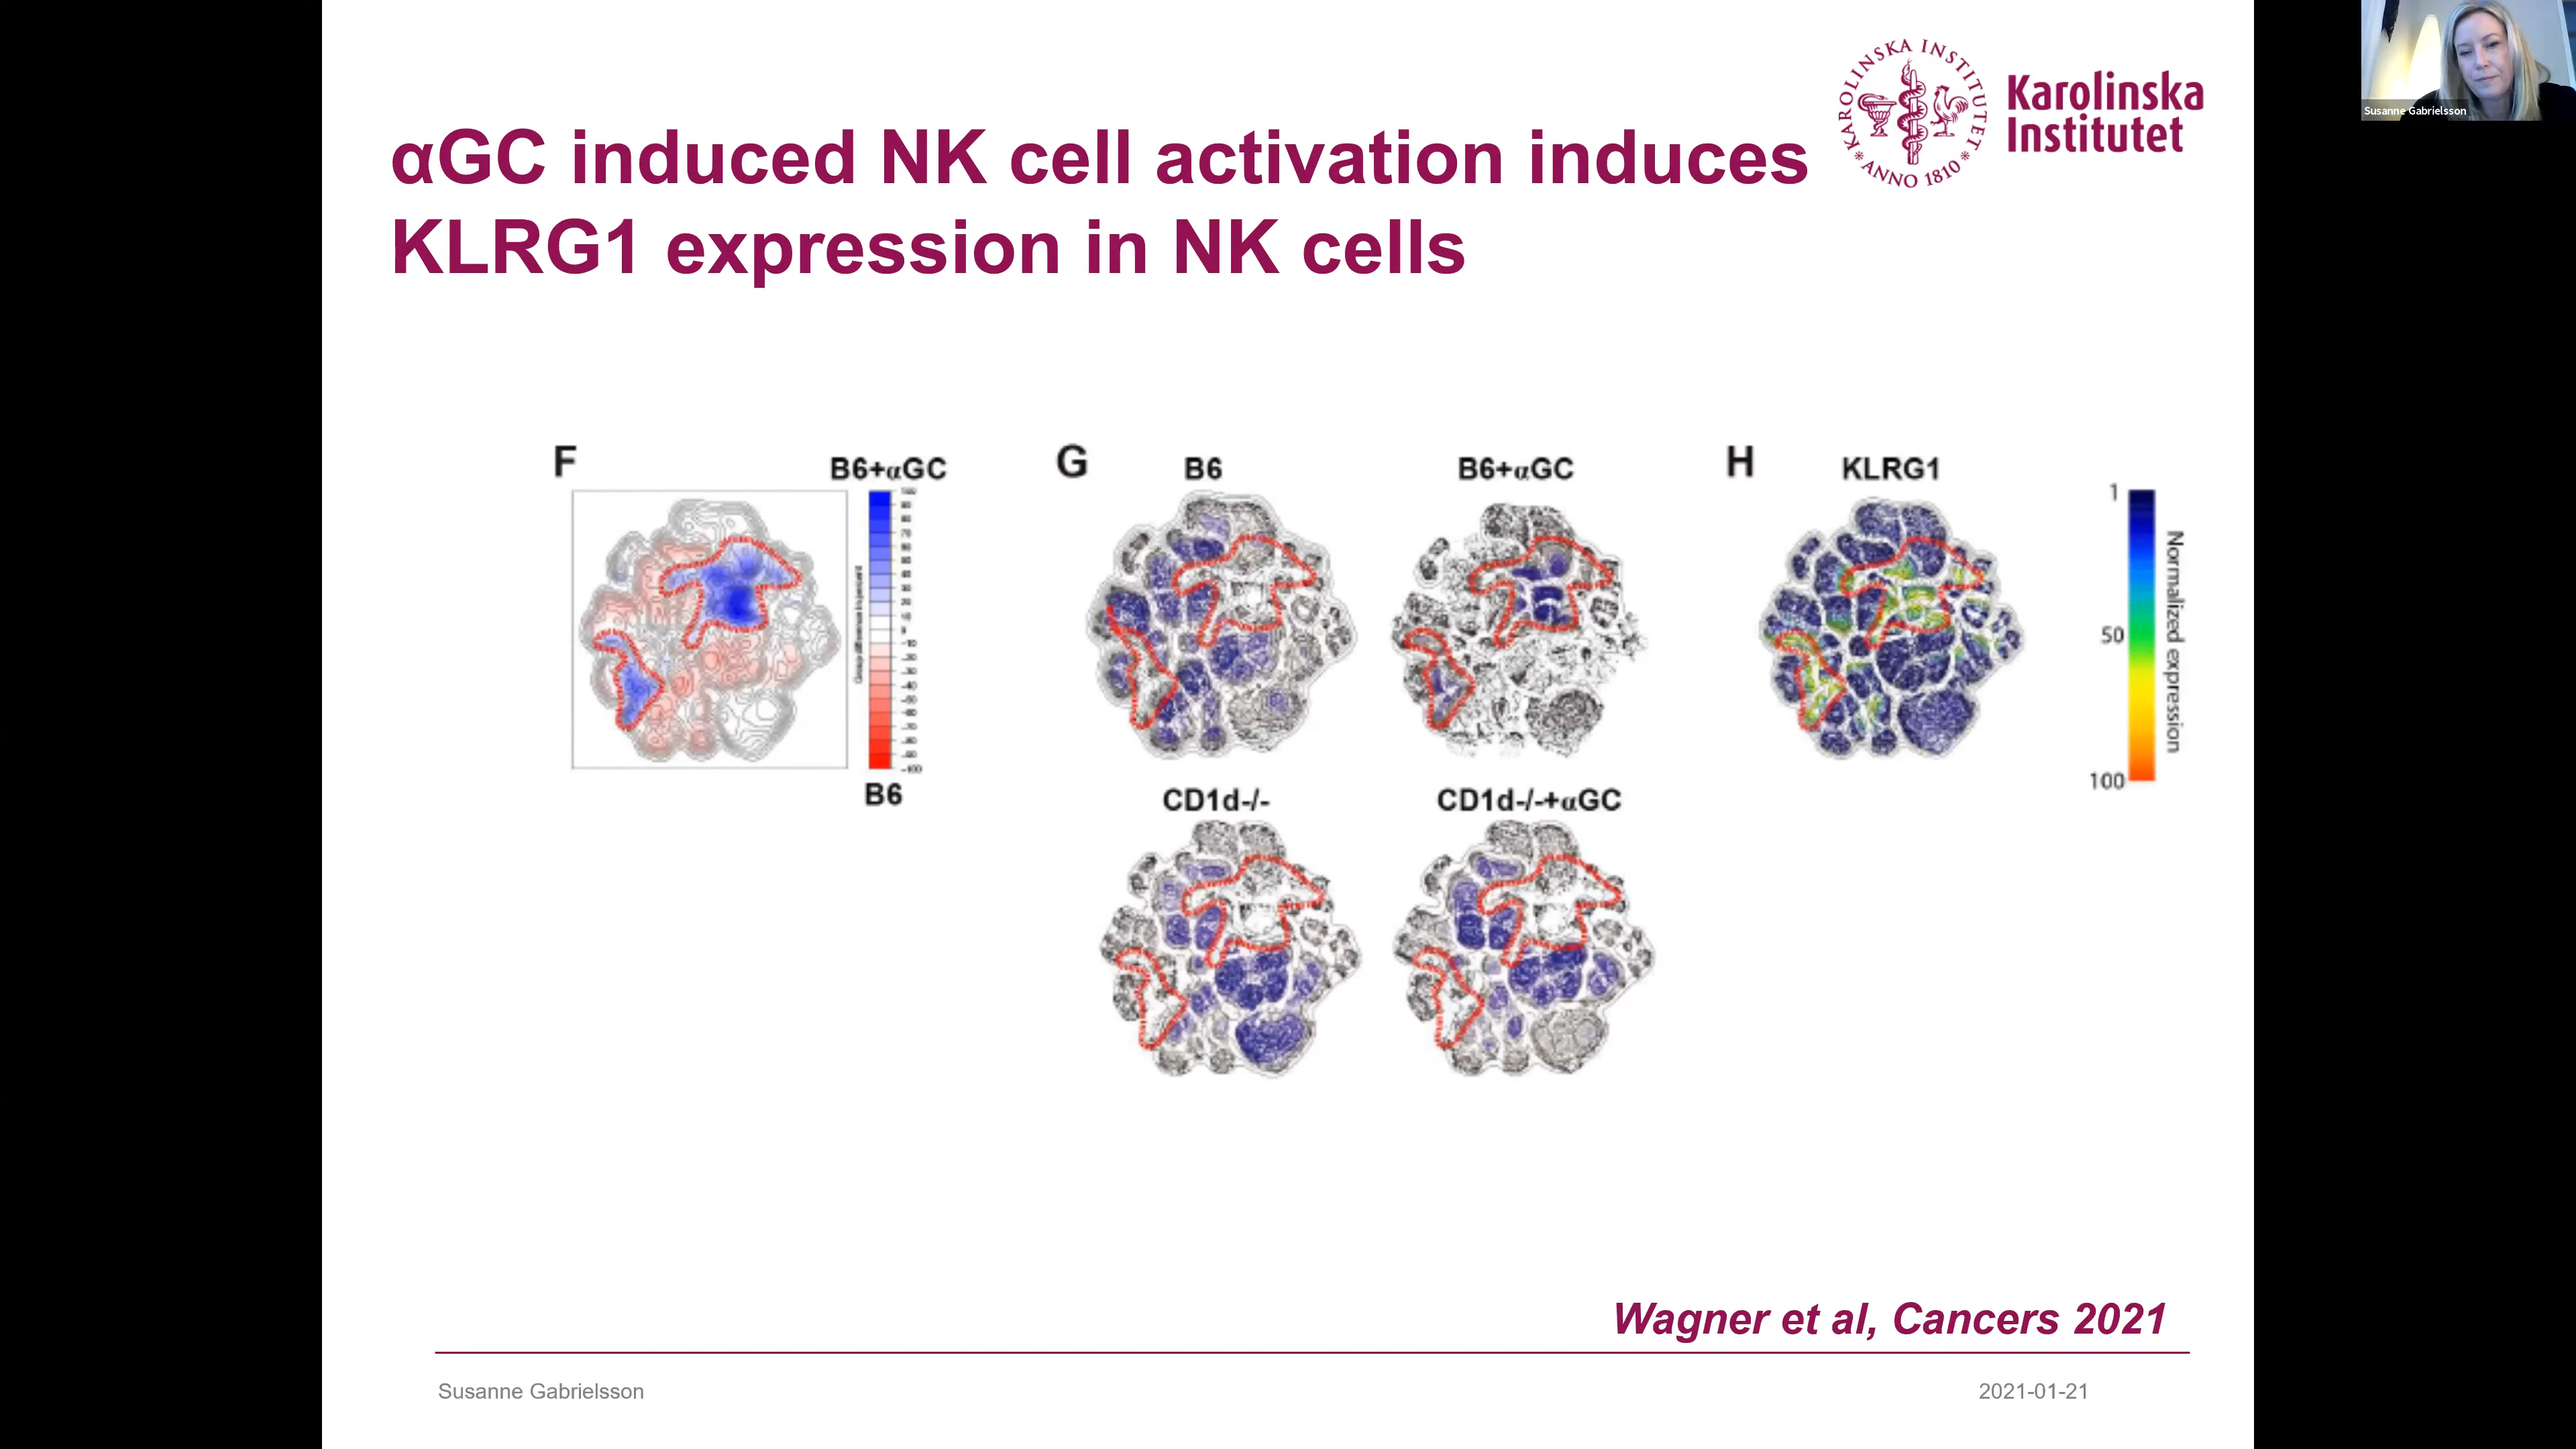 αGC induced NK cell activation induces
KLRG1 expression in NK cells
KAROLINSKA INSTITUTET
ANNO 1810
Karolinska
Institutet
Susanne Gabrielsson
F
B6+αGC
B6
G
B6
B6+αGC
CD1d-/-
CD1d-/-+αGC
H
KLRG1
1
50
100
Normalized expression
Wagner et al, Cancers 2021
Susanne Gabrielsson
2021-01-21